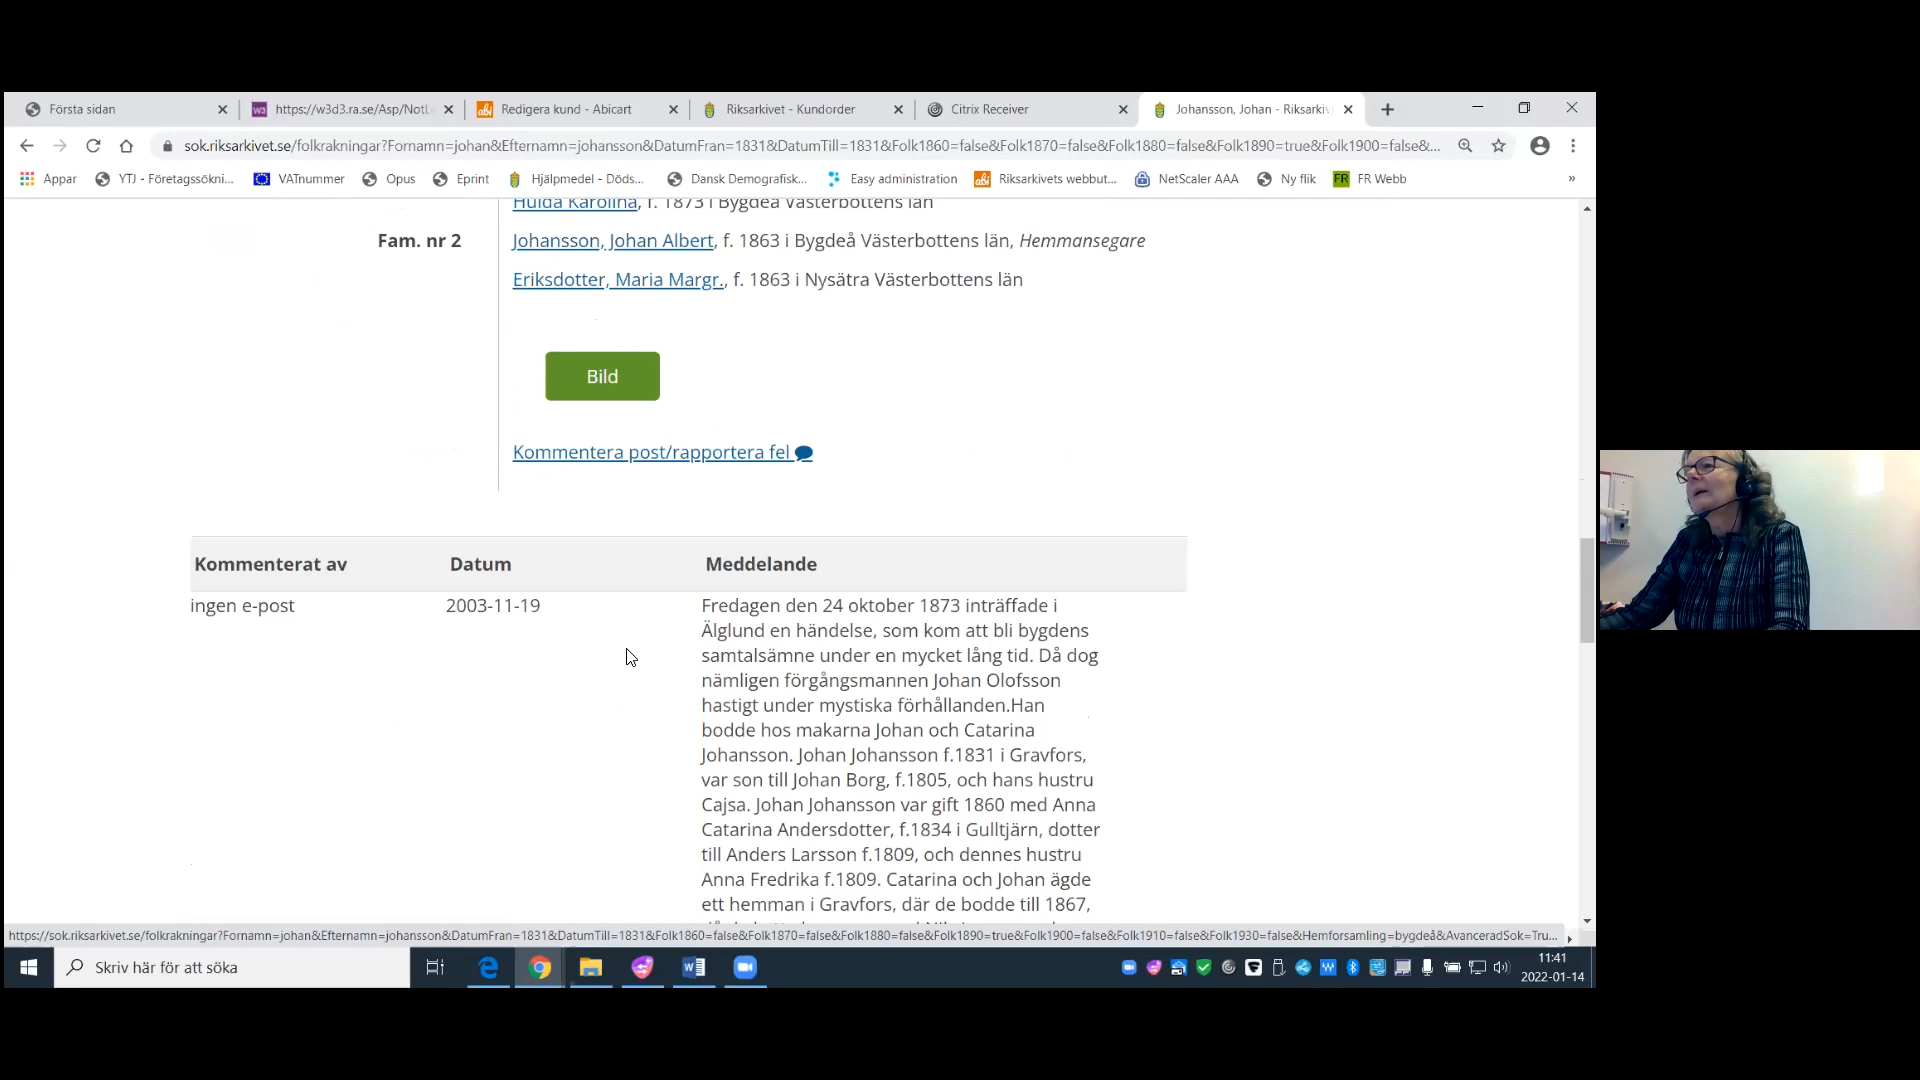 Första sidan
https://w3d3.ra.se/Asp/NotL
Redigera kund - Abicart
Riksarkivet - Kundorder
Citrix Receiver
Johansson, Johan - Riksarkiv
sok.riksarkivet.se/folkrakningar?Fornamn=johan&Efternamn=johansson&DatumFran=1831&DatumTill=1831&Folk1860=false&Folk1870=false&Folk1880=false&Folk1890=true&Folk1900=false&...
Appar
YTJ - Företagssökni...
VATnummer
Opus
Eprint
Hjälpmedel - Döds...
Dansk Demografisk...
Easy administration
Riksarkivets webbut...
NetScaler AAA
Ny flik
FR FR Webb
»
Hulda Karolina, f. 1873 i Bygdeå Västerbottens län
Fam. nr 2
Johansson, Johan Albert, f. 1863 i Bygdeå Västerbottens län, Hemmansegare
Eriksdotter, Maria Margr., f. 1863 i Nysätra Västerbottens län
Bild
Kommentera post/rapportera fel
Kommenterat av Datum Meddelande
ingen e-post 2003-11-19 Fredagen den 24 oktober 1873 inträffade i
Älglund en händelse, som kom att bli bygdens
samtalsämne under en mycket lång tid. Då dog
nämligen förgångsmannen Johan Olofsson
hastigt under mystiska förhållanden.Han
bodde hos makarna Johan och Catarina
Johansson. Johan Johansson f.1831 i Gravfors,
var son till Johan Borg, f.1805, och hans hustru
Cajsa. Johan Johansson var gift 1860 med Anna
Catarina Andersdotter, f.1834 i Gulltjärn, dotter
till Anders Larsson f.1809, och dennes hustru
Anna Fredrika f.1809. Catarina och Johan ägde
ett hemman i Gravfors, där de bodde till 1867,
https://sok.riksarkivet.se/folkrakningar?Fornamn=johan&Efternamn=johansson&DatumFran=1831&DatumTill=1831&Folk1860=false&Folk1870=false&Folk1880=false&Folk1890=true&Folk1900=false&Folk1910=false&Folk1930=false&Hemforsamling=bygdeå&AvanceradSok=Tru...
Skriv här för att söka
11:41
2022-01-14